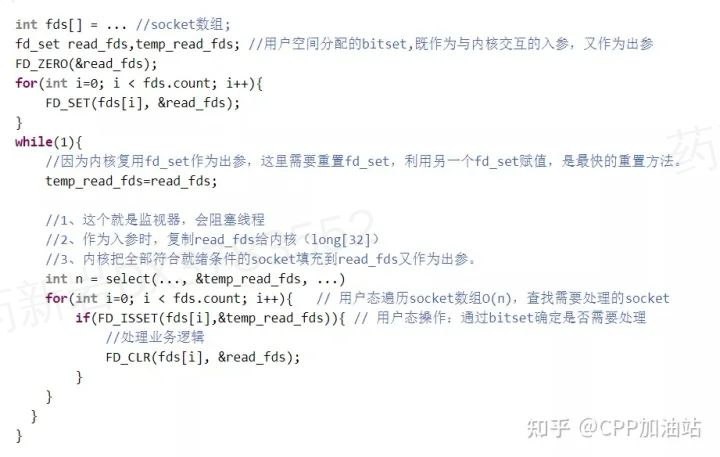 int fds[] = ... //socket数组;
fd_set read_fds,temp_read_fds; //用户空间分配的bitset,既作为与内核交互的入参，又作为出参
FD_ZERO(&read_fds);
for(int i=0; i < fds.count; i++){
    FD_SET(fds[i], &read_fds);
}
while(1){
    //因为内核复用fd_set作为出参，这里需要重置fd_set，利用另一个fd_set赋值，是最快的重置方法。
    temp_read_fds=read_fds;

    //1、这个就是监视器，会阻塞线程
    //2、作为入参时，复制read_fds给内核（long[32]）
    //3、内核把全部符合就绪条件的socket填充到read_fds又作为出参。
    int n = select(..., &temp_read_fds, ...)
    for(int i=0; i < fds.count; i++){   // 用户态遍历socket数组O(n)，查找需要处理的socket
        if(FD_ISSET(fds[i],&temp_read_fds)){ // 用户态操作：通过bitset确定是否需要处理
            //处理业务逻辑
            FD_CLR(fds[i], &read_fds);
        }
    }
  }
}
知乎 @CPP加油站